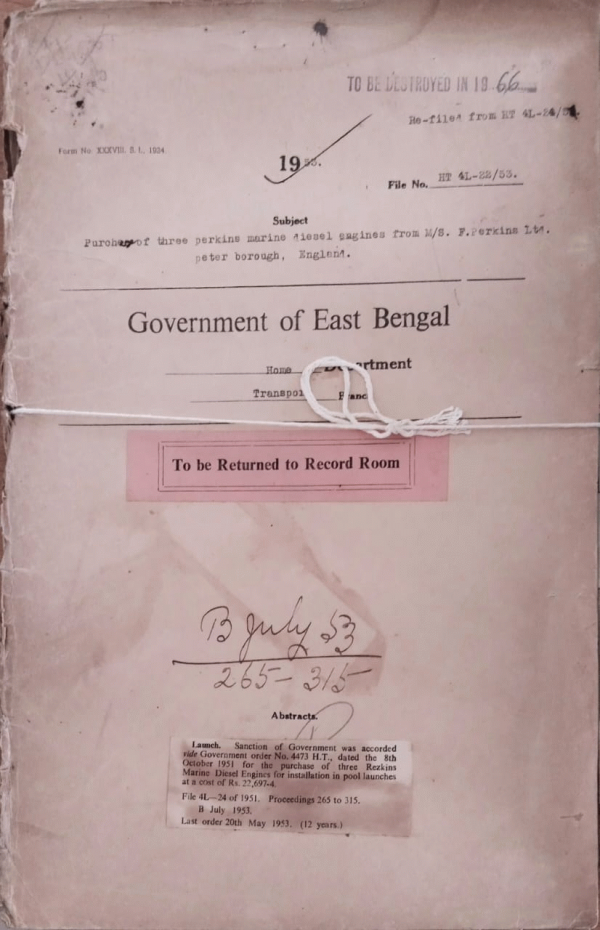 TO BE DESTROYED IN 19 66
Re-filed from HT 4L-24/51
Form No. XXXVIII. S. I., 1924.
1953.
File No. HT 4L-22/53.
Subject
Purchase of three perkins marine diesel engines from M/S. F.Perkins Ltd.
peter borough, England.
Government of East Bengal
Home Department
Transport Branch
To be Returned to Record Room
B July 53
265-315
Abstracts.
Launch. Sanction of Government was accorded
vide Government order No. 4473 H.T., dated the 8th
October 1951 for the purchase of three Rezkins
Marine Diesel Engines for installation in pool launches
at a cost of Rs. 22,697-4.
File 4L—24 of 1951. Proceedings 265 to 315.
B July 1953.
Last order 20th May 1953. (12 years.)